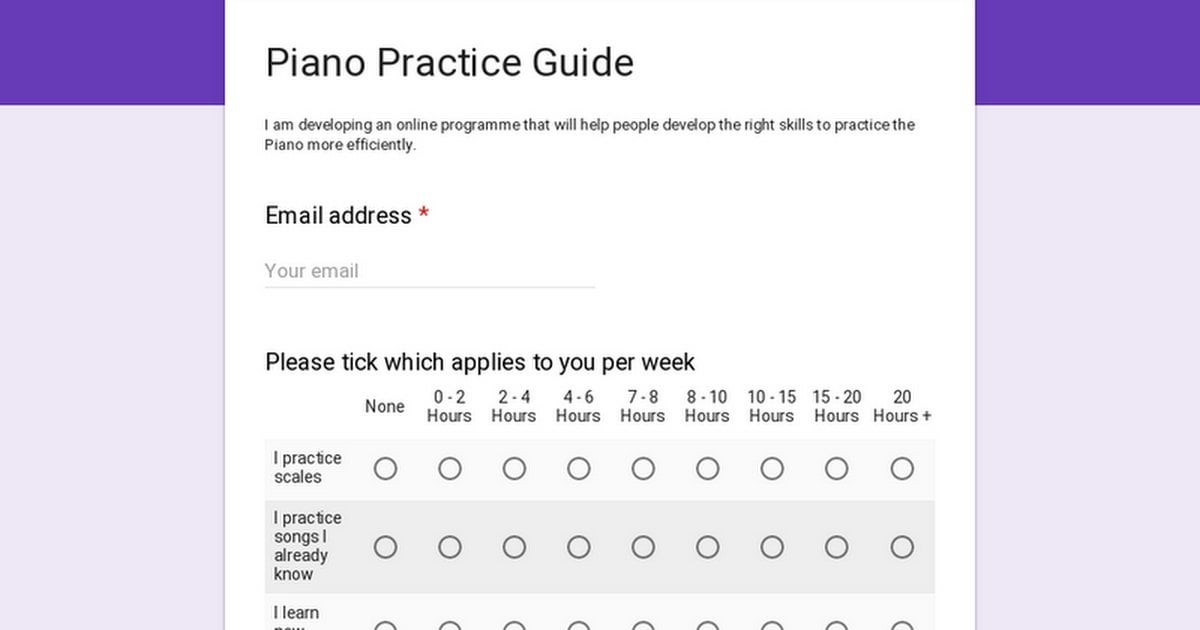 Piano Practice Guide
I am developing an online programme that will help people develop the right skills to practice the
Piano more efficiently.
Email address *
Your email
Please tick which applies to you per week
None 0 - 2 Hours 2 - 4 Hours 4 - 6 Hours 7 - 8 Hours 8 - 10 Hours 10 - 15 Hours 15 - 20 Hours 20 Hours +
I practice
scales
I practice
songs I
already
know
I learn
new